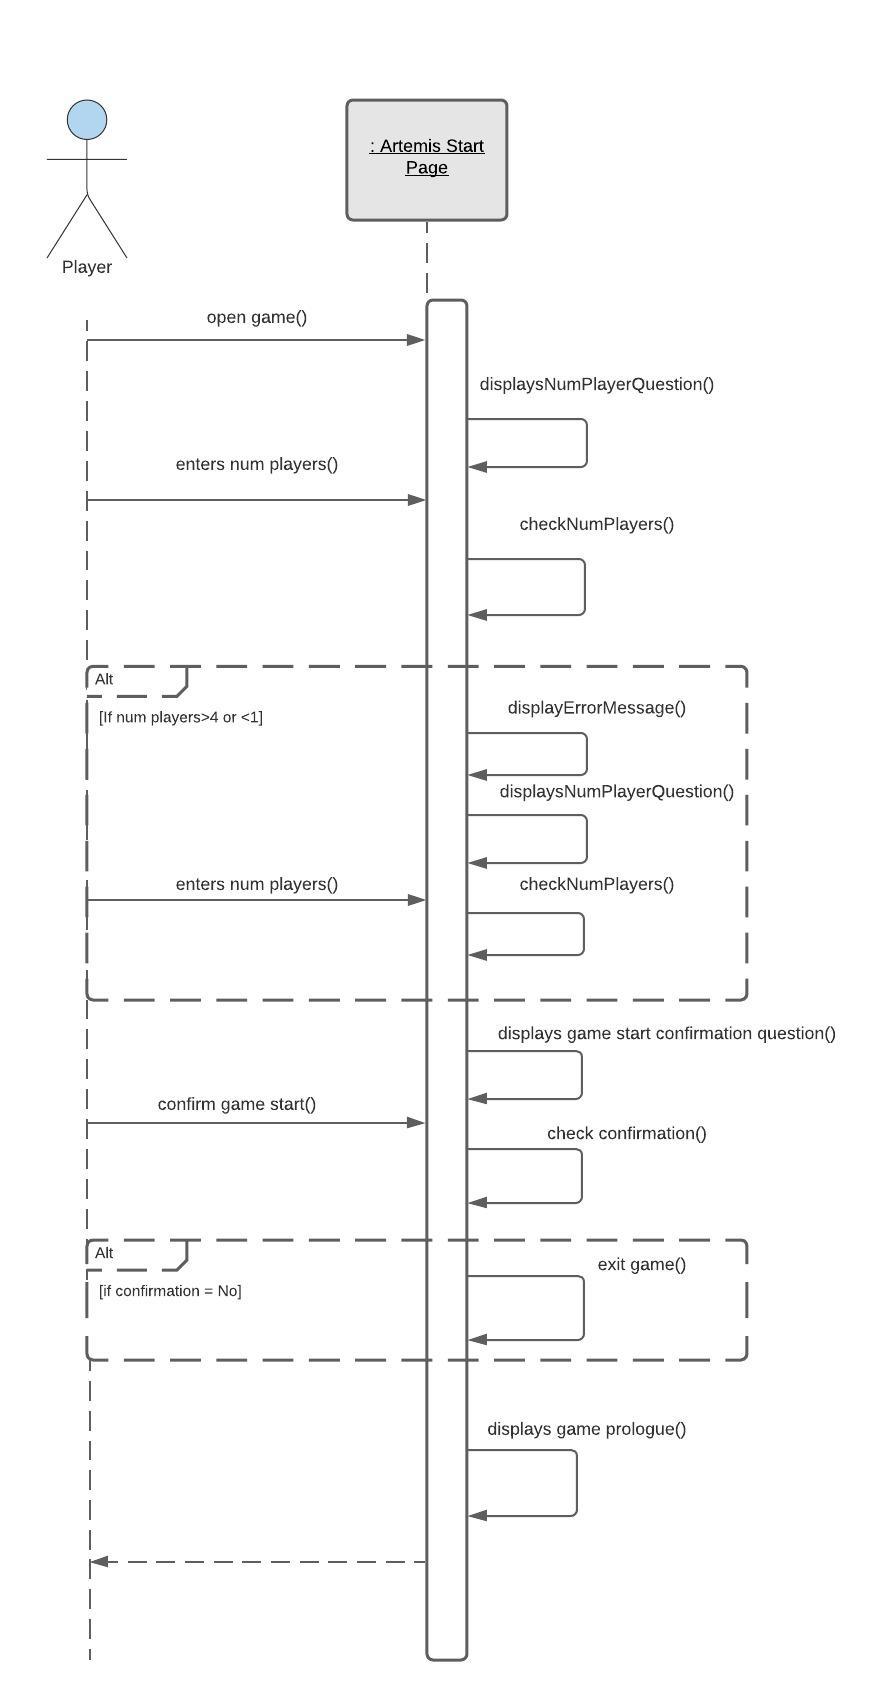 : Artemis Start
Page
Player
open game()
displaysNumPlayerQuestion()
enters num players()
checkNumPlayers()
Alt
[If num players>4 or <1]
displayErrorMessage()
displaysNumPlayerQuestion()
enters num players()
checkNumPlayers()
displays game start confirmation question()
confirm game start()
check confirmation()
Alt
exit game()
[if confirmation = No]
displays game prologue()